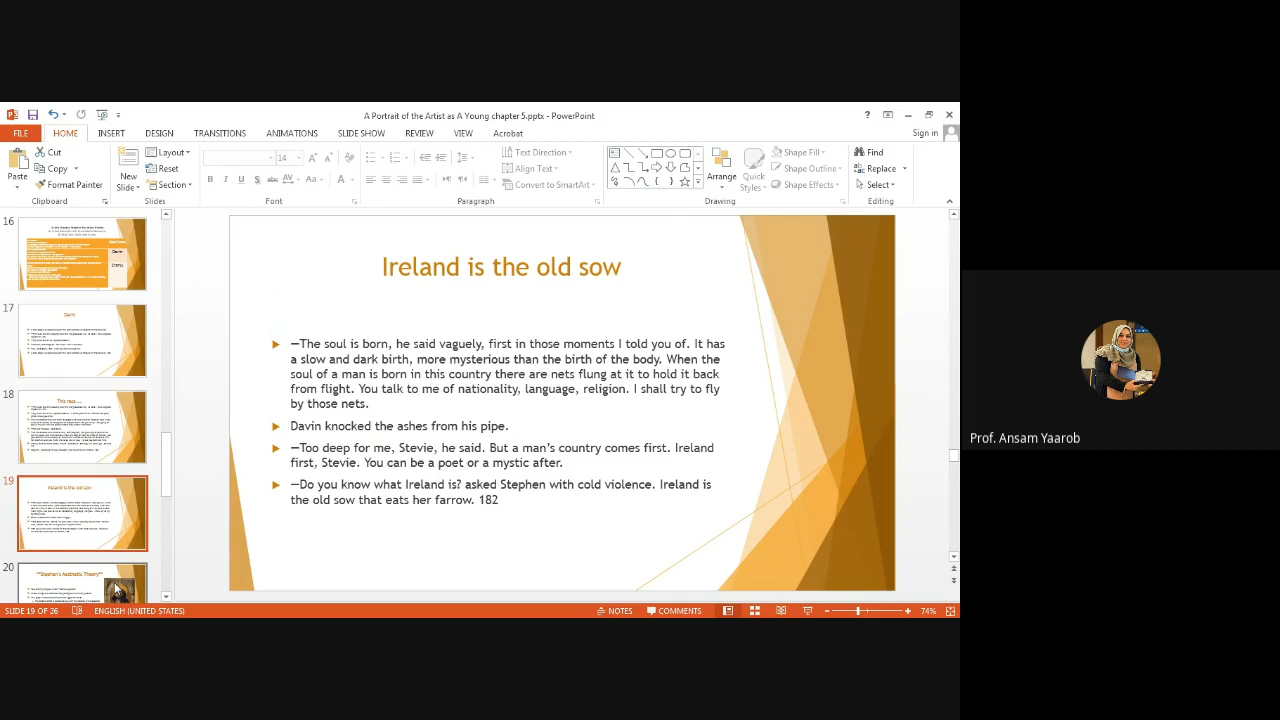 A Portrait of the Artist as A Young chapter 5.pptx - PowerPoint
FILE HOME INSERT DESIGN TRANSITIONS ANIMATIONS SLIDE SHOW REVIEW VIEW Acrobat Sign in
Cut Layout 14 Text Direction Shape Fill Find
Copy Reset Align Text Shape Outline Replace
Paste Format Painter New Slide Section Convert to SmartArt Arrange Quick Styles Shape Effects Select
Clipboard Slides Font Paragraph Drawing Editing
16
17
Davin
18
This race ....
19
Ireland is the old sow
20
"Stephen's Aesthetic Theory"
Ireland is the old sow
—The soul is born, he said vaguely, first in those moments I told you of. It has
a slow and dark birth, more mysterious than the birth of the body. When the
soul of a man is born in this country there are nets flung at it to hold it back
from flight. You talk to me of nationality, language, religion. I shall try to fly
by those nets.
Davin knocked the ashes from his pipe.
—Too deep for me, Stevie, he said. But a man's country comes first. Ireland
first, Stevie. You can be a poet or a mystic after.
—Do you know what Ireland is? asked Stephen with cold violence. Ireland is
the old sow that eats her farrow. 182
SLIDE 19 OF 26 ENGLISH (UNITED STATES) NOTES COMMENTS 74%
Prof. Ansam Yaarob